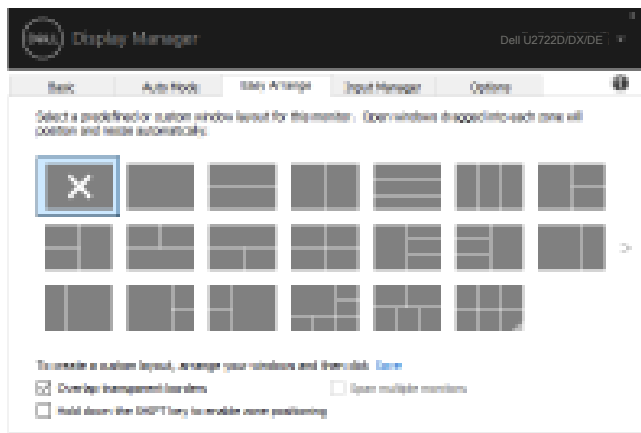 DELL Display Manager
Dell U2722D/DX/DE
Basic Auto Mode Easy Arrange Input Manager Options
Select a predefined or custom window layout for this monitor. Open windows dragged into each zone will
position and resize automatically.
To create a custom layout, arrange your windows and then click Save
Overlap transparent borders Span multiple monitors
Hold down the SHIFT key to enable zone positioning